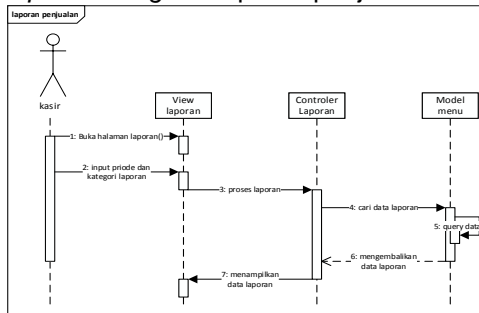 laporan penjualan
kasir
View
laporan
Controler
Laporan
Model
menu
1: Buka halaman laporan()
2: input priode dan
kategori laporan
3: proses laporan
4: cari data laporan
5: query data
6: mengembalikan
data laporan
7: menampilkan
data laporan